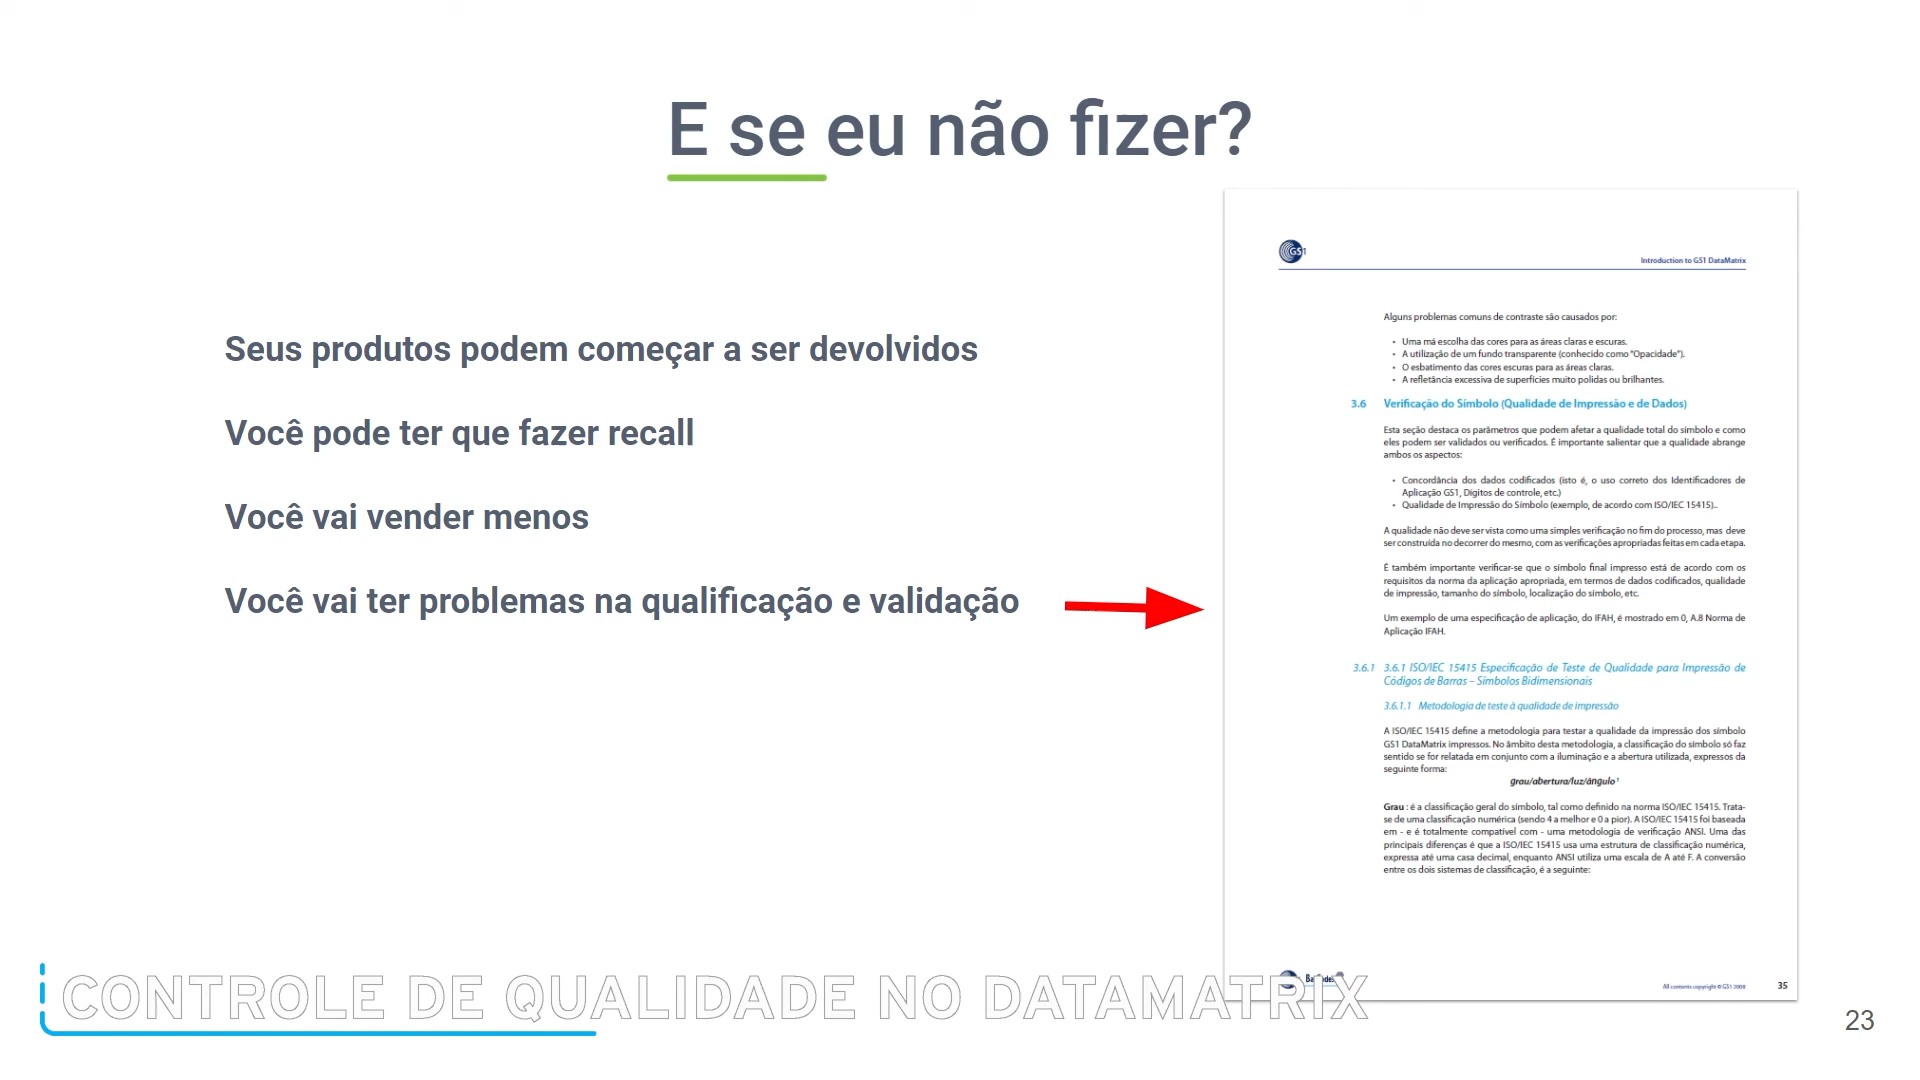 E se eu não fizer?
Seus produtos podem começar a ser devolvidos
Você pode ter que fazer recall
Você vai vender menos
Você vai ter problemas na qualificação e validação
GS1
Introduction to GS1 DataMatrix
Alguns problemas comuns de contraste são causados por:
• Uma má escolha das cores para as áreas claras e escuras.
• A utilização de um fundo transparente (conhecido como "Opacidade").
• O esbatimento das cores escuras para as áreas claras.
• A refletância excessiva de superfícies muito polidas ou brilhantes.
3.6 Verificação do Símbolo (Qualidade de Impressão e de Dados)
Esta seção destaca os parâmetros que podem afetar a qualidade total do símbolo e como
eles podem ser validados ou verificados. É importante salientar que a qualidade abrange
ambos os aspectos:
• Concordância dos dados codificados (isto é, o uso correto dos Identificadores de
Aplicação GS1, Dígitos de controle, etc.)
• Qualidade de Impressão do Símbolo (exemplo, de acordo com ISO/IEC 15415)..
A qualidade não deve ser vista como uma simples verificação no fim do processo, mas deve
ser construída no decorrer do mesmo, com as verificações apropriadas feitas em cada etapa.
É também importante verificar-se que o símbolo final impresso está de acordo com os
requisitos da norma da aplicação apropriada, em termos de dados codificados, qualidade
de impressão, tamanho do símbolo, localização do símbolo, etc.
Um exemplo de uma especificação de aplicação, do IFAH, é mostrado em 0, A.8 Norma de
Aplicação IFAH.
3.6.1 3.6.1 ISO/IEC 15415 Especificação de Teste de Qualidade para Impressão de
Códigos de Barras – Símbolos Bidimensionais
3.6.1.1 Metodologia de teste à qualidade de impressão
A ISO/IEC 15415 define a metodologia para testar a qualidade da impressão dos símbolo
GS1 DataMatrix impressos. No âmbito desta metodologia, a classificação do símbolo só faz
sentido se for relatada em conjunto com a iluminação e a abertura utilizada, expressos da
seguinte forma:
grau/abertura/luz/ângulo ¹
Grau : é a classificação geral do símbolo, tal como definido na norma ISO/IEC 15415. Trata-
se de uma classificação numérica (sendo 4 a melhor e 0 a pior). A ISO/IEC 15415 foi baseada
em - e é totalmente compatível com - uma metodologia de verificação ANSI. Uma das
principais diferenças é que a ISO/IEC 15415 usa uma estrutura de classificação numérica,
expressa até uma casa decimal, enquanto ANSI utiliza uma escala de A até F. A conversão
entre os dois sistemas de classificação, é a seguinte:
All contents copyright © GS1 2008
35
CONTROLE DE QUALIDADE NO DATAMATRIX
23